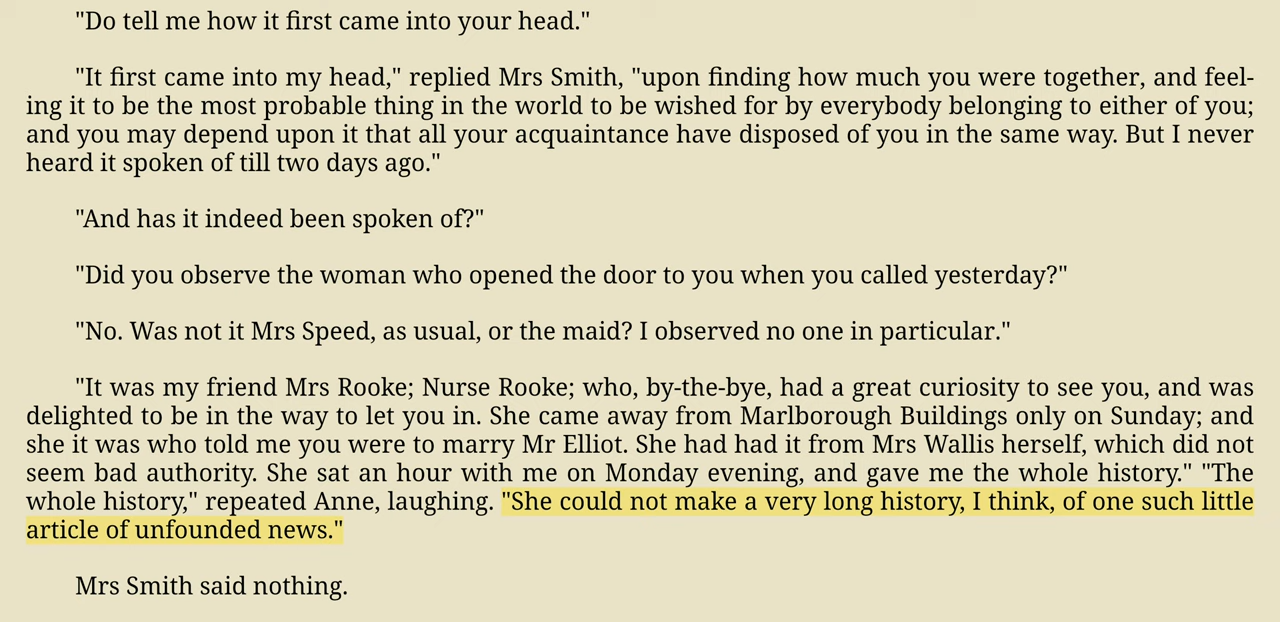 "Do tell me how it first came into your head."
"It first came into my head," replied Mrs Smith, "upon finding how much you were together, and feel-
ing it to be the most probable thing in the world to be wished for by everybody belonging to either of you;
and you may depend upon it that all your acquaintance have disposed of you in the same way. But I never
heard it spoken of till two days ago."
"And has it indeed been spoken of?"
"Did you observe the woman who opened the door to you when you called yesterday?"
"No. Was not it Mrs Speed, as usual, or the maid? I observed no one in particular."
"It was my friend Mrs Rooke; Nurse Rooke; who, by-the-bye, had a great curiosity to see you, and was
delighted to be in the way to let you in. She came away from Marlborough Buildings only on Sunday; and
she it was who told me you were to marry Mr Elliot. She had had it from Mrs Wallis herself, which did not
seem bad authority. She sat an hour with me on Monday evening, and gave me the whole history." "The
whole history," repeated Anne, laughing. "She could not make a very long history, I think, of one such little
article of unfounded news."
Mrs Smith said nothing.